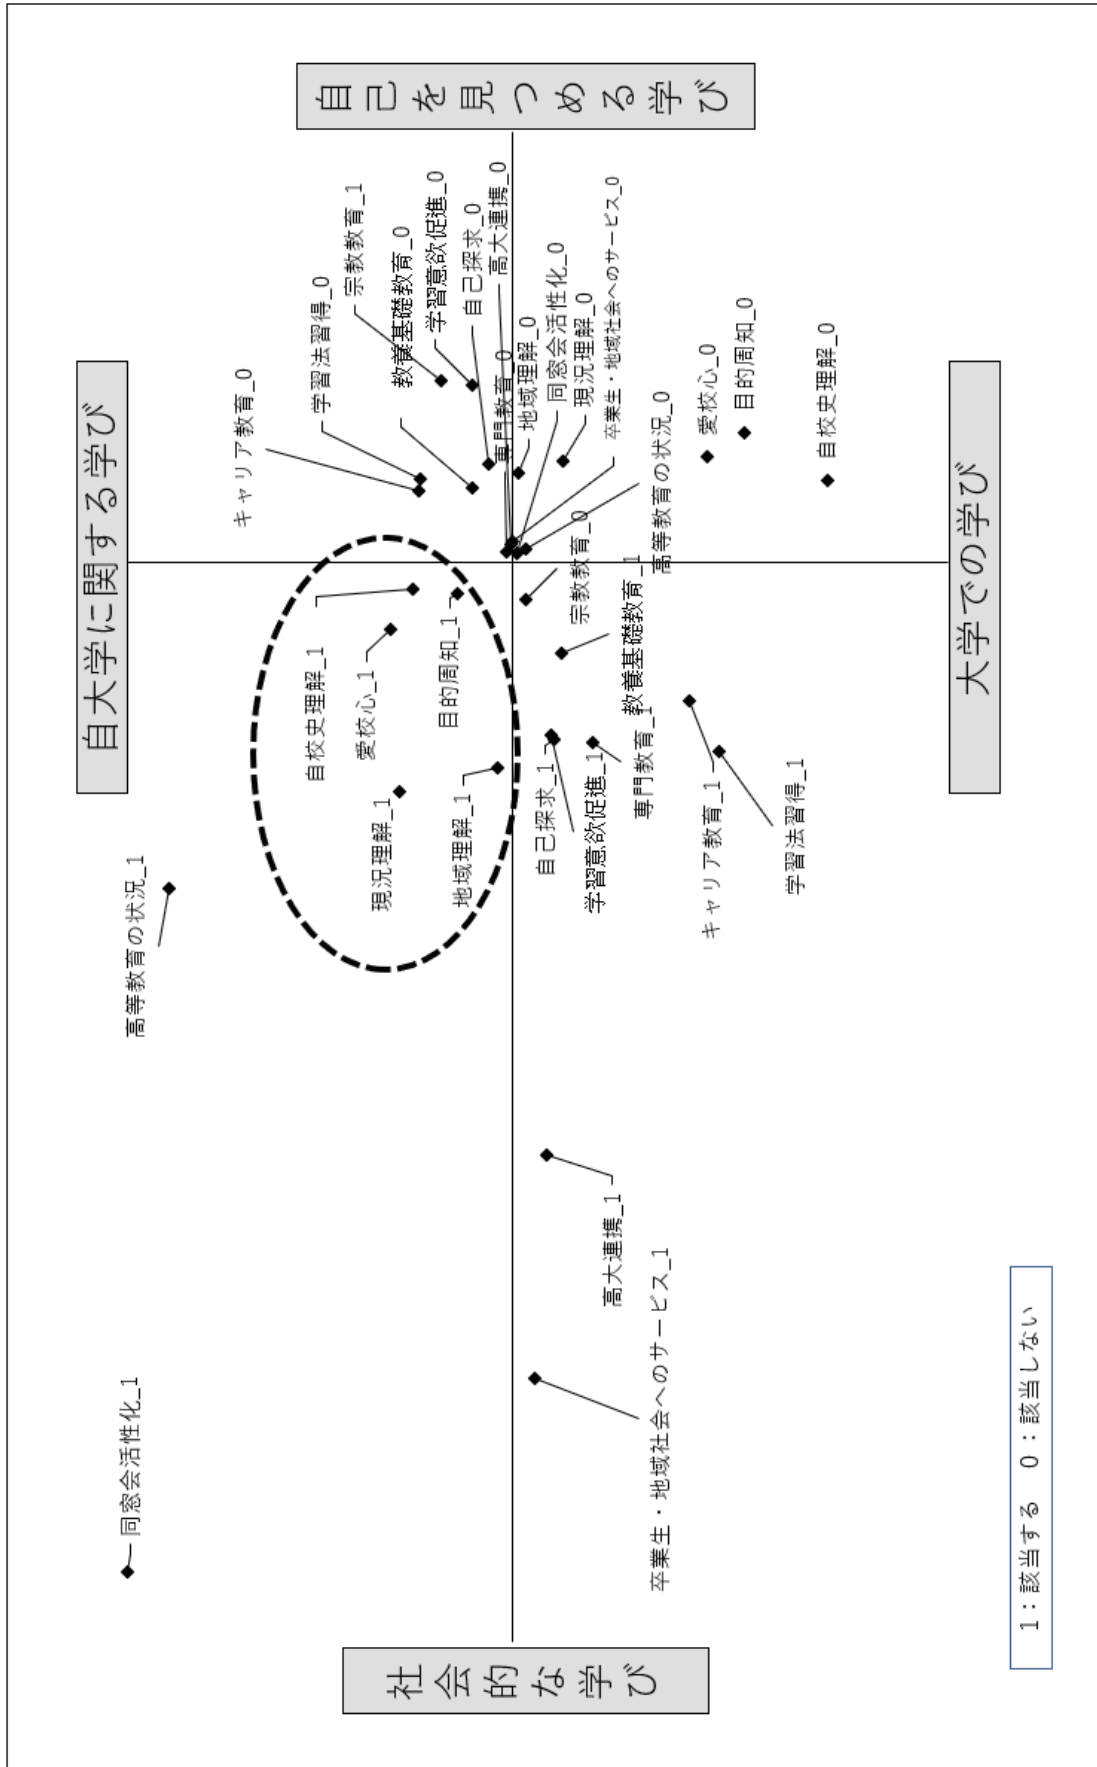 自大学に関する学び
自己を見つめる学び
社会的な学び
大学での学び
同窓会活性化_1
高等教育の状況_1
キャリア教育_0
学習法習得_0
宗教教育_1
教養基礎教育_0
学習意欲促進_0
自己探求_0
高大連携_0
専門教育_0
地域理解_0
同窓会活性化_0
現況理解_0
卒業生・地域社会へのサービス_0
高等教育の状況_0
愛校心_0
目的周知_0
自校史理解_0
自校史理解_1
愛校心_1
目的周知_1
現況理解_1
地域理解_1
宗教教育_0
教養基礎教育_1
専門教育_1
自己探求_1
学習意欲促進_1
キャリア教育_1
学習法習得_1
高大連携_1
卒業生・地域社会へのサービス_1
1：該当する　0：該当しない